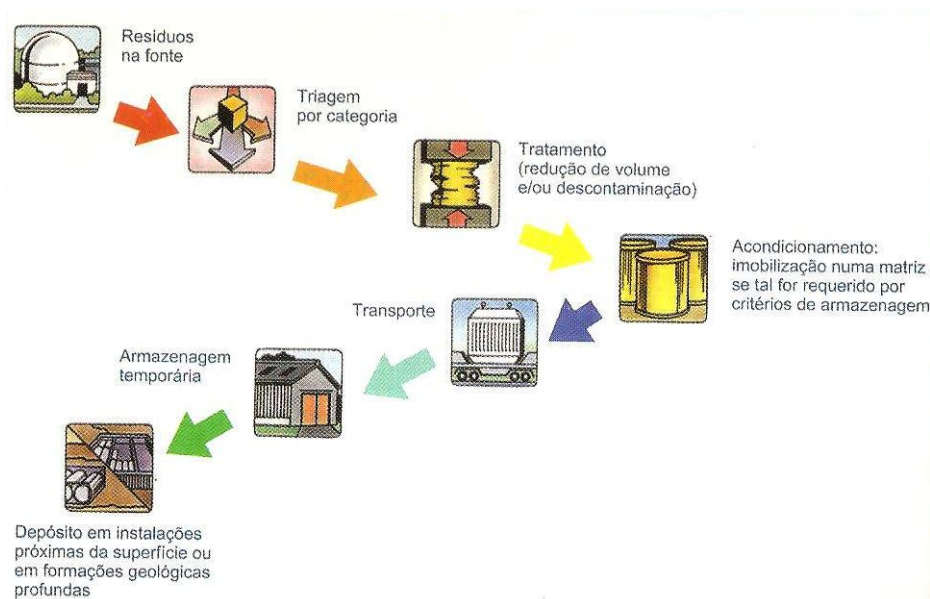 Resíduos
na fonte
Triagem
por categoria
Tratamento
(redução de volume
e/ou descontaminação)
Acondicionamento:
imobilização numa matriz
se tal for requerido por
critérios de armazenagem
Transporte
Armazenagem
temporária
Depósito em instalações
próximas da superfície ou
em formações geológicas
profundas